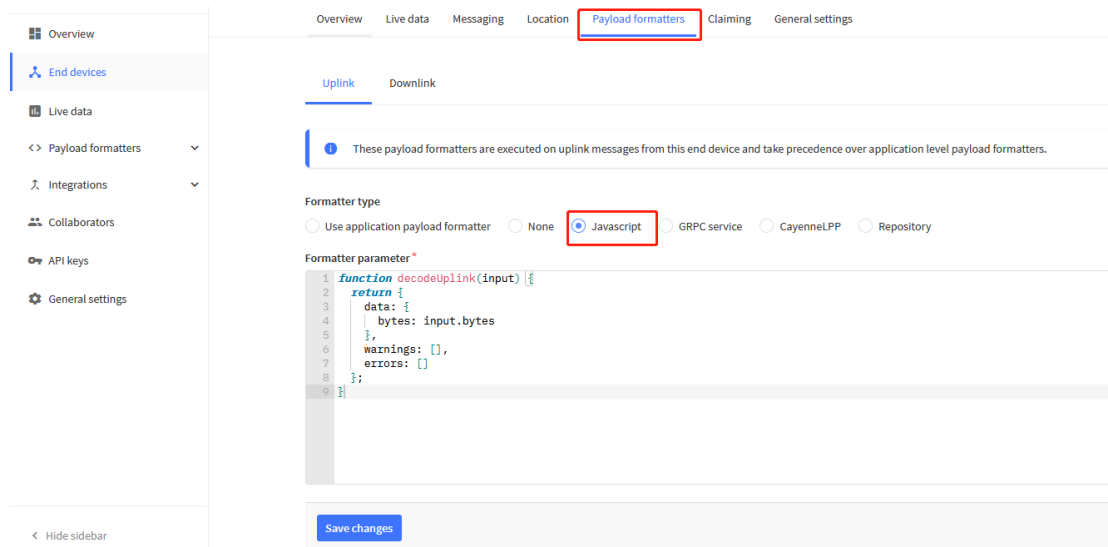 Overview
End devices
Live data
<> Payload formatters
Integrations
Collaborators
API keys
General settings
< Hide sidebar
Overview Live data Messaging Location Payload formatters Claiming General settings
Uplink Downlink
These payload formatters are executed on uplink messages from this end device and take precedence over application level payload formatters.
Formatter type
Use application payload formatter None Javascript GRPC service CayenneLPP Repository
Formatter parameter*
1 function decodeUplink(input) {
2 return {
3 data: {
4 bytes: input.bytes
5 },
6 warnings: [],
7 errors: []
8 };
9 }
Save changes